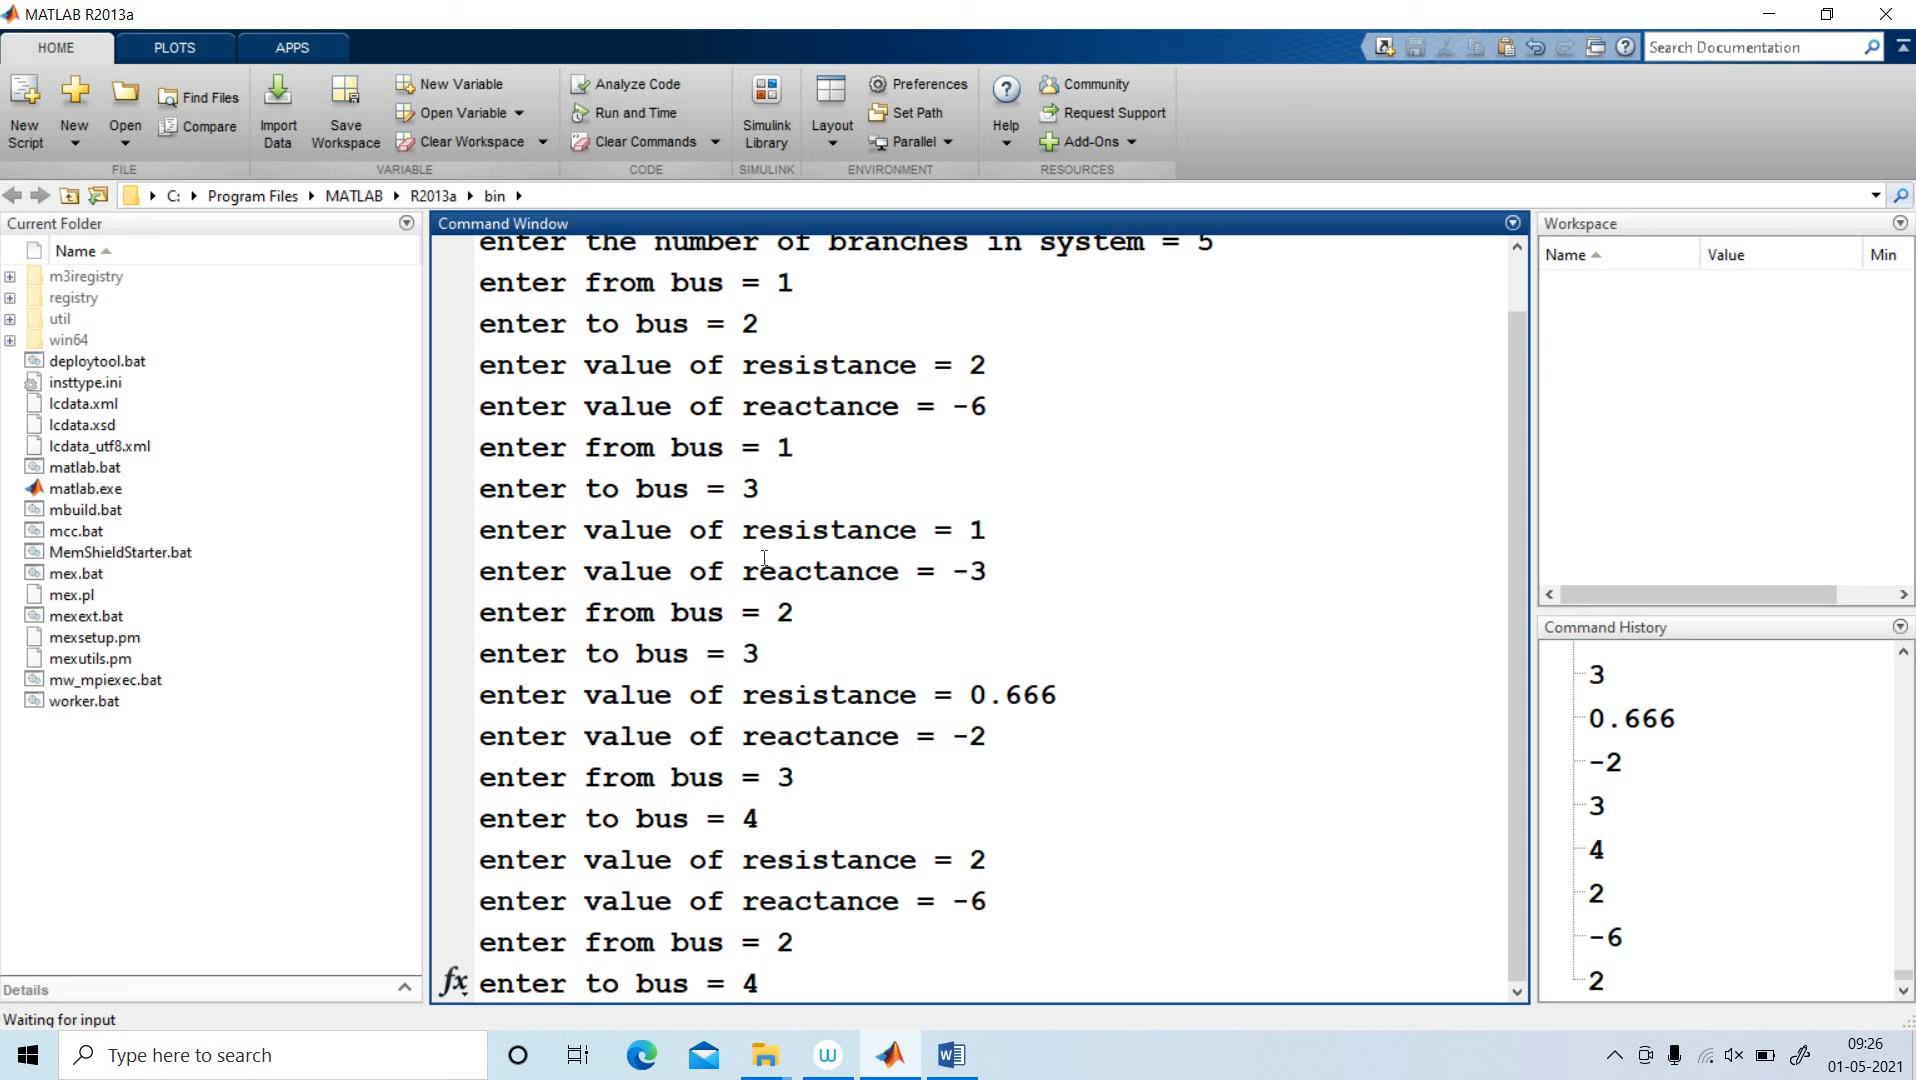 MATLAB R2013a
HOME PLOTS APPS
Search Documentation
New Script
New
Open
Find Files
Compare
Import Data
Save Workspace
New Variable
Open Variable
Clear Workspace
Analyze Code
Run and Time
Clear Commands
Simulink Library
Layout
Preferences
Set Path
Parallel
Help
Community
Request Support
Add-Ons
FILE VARIABLE CODE SIMULINK ENVIRONMENT RESOURCES
C: Program Files MATLAB R2013a bin
Current Folder
Name
m3iregistry
registry
util
win64
deploytool.bat
insttype.ini
lcdata.xml
lcdata.xsd
lcdata_utf8.xml
matlab.bat
matlab.exe
mbuild.bat
mcc.bat
MemShieldStarter.bat
mex.bat
mex.pl
mexext.bat
mexsetup.pm
mexutils.pm
mw_mpiexec.bat
worker.bat
Details
Command Window
enter the number of branches in system = 5
enter from bus = 1
enter to bus = 2
enter value of resistance = 2
enter value of reactance = -6
enter from bus = 1
enter to bus = 3
enter value of resistance = 1
enter value of reactance = -3
enter from bus = 2
enter to bus = 3
enter value of resistance = 0.666
enter value of reactance = -2
enter from bus = 3
enter to bus = 4
enter value of resistance = 2
enter value of reactance = -6
enter from bus = 2
fx enter to bus = 4
Workspace
Name Value Min
Command History
3
0.666
-2
3
4
2
-6
2
Waiting for input
Type here to search
09:26
01-05-2021